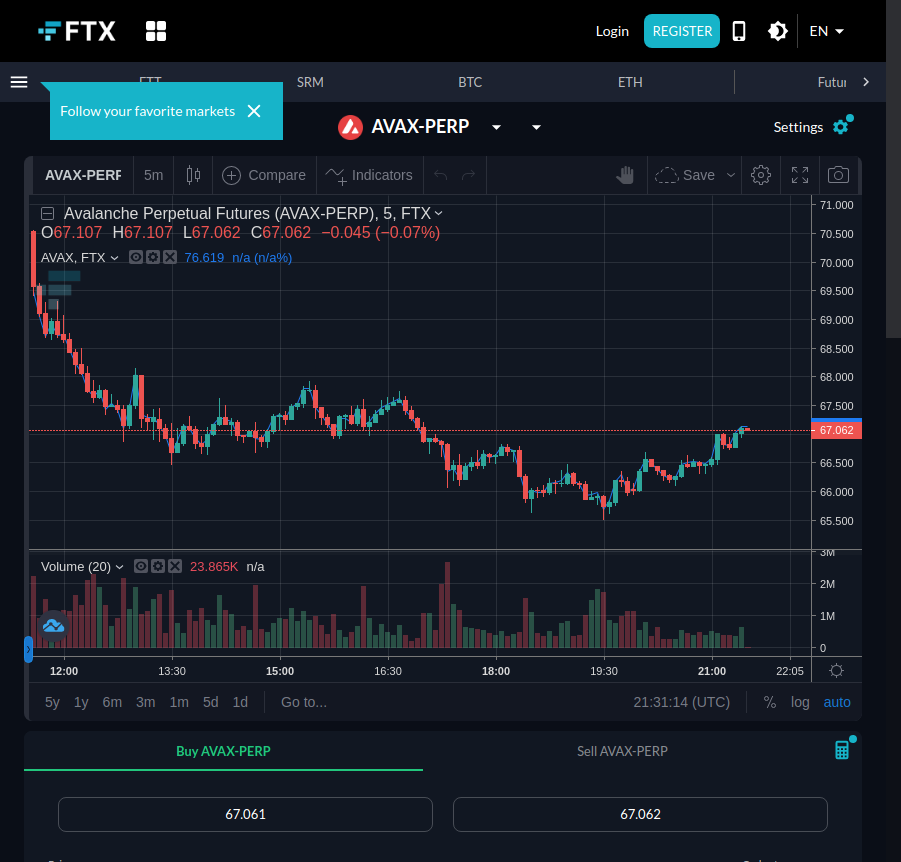 FTX
Login
REGISTER
EN
FTT
SRM
BTC
ETH
Futur
Follow your favorite markets
AVAX-PERP
Settings
AVAX-PERP
5m
Compare
Indicators
Save
Avalanche Perpetual Futures (AVAX-PERP), 5, FTX
O67.107 H67.107 L67.062 C67.062 −0.045 (−0.07%)
AVAX, FTX 76.619 n/a (n/a%)
71.000
70.500
70.000
69.500
69.000
68.500
68.000
67.500
67.062
66.500
66.000
65.500
Volume (20) 23.865K n/a
3M
2M
1M
0
12:00 13:30 15:00 16:30 18:00 19:30 21:00 22:05
5y 1y 6m 3m 1m 5d 1d Go to...
21:31:14 (UTC) % log auto
Buy AVAX-PERP
Sell AVAX-PERP
67.061
67.062